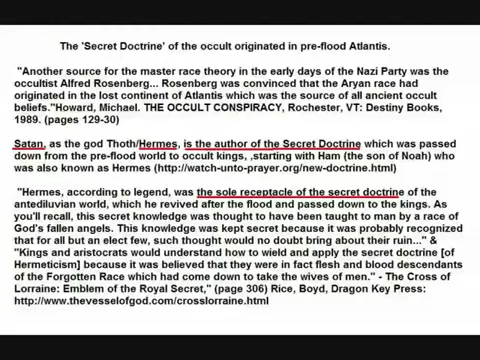 The 'Secret Doctrine' of the occult originated in pre-flood Atlantis.
"Another source for the master race theory in the early days of the Nazi Party was the
occultist Alfred Rosenberg... Rosenberg was convinced that the Aryan race had
originated in the lost continent of Atlantis which was the source of all ancient occult
beliefs."Howard, Michael. THE OCCULT CONSPIRACY, Rochester, VT: Destiny Books,
1989. (pages 129-30)
Satan, as the god Thoth/Hermes, is the author of the Secret Doctrine which was passed
down from the pre-flood world to occult kings, ,starting with Ham (the son of Noah) who
was also known as Hermes (http://watch-unto-prayer.org/new-doctrine.html)
"Hermes, according to legend, was the sole receptacle of the secret doctrine of the
antediluvian world, which he revived after the flood and passed down to the kings. As
you'll recall, this secret knowledge was thought to have been taught to man by a race of
God's fallen angels. This knowledge was kept secret because it was probably recognized
that for all but an elect few, such thought would no doubt bring about their ruin..." &
"Kings and aristocrats would understand how to wield and apply the secret doctrine [of
Hermeticism] because it was believed that they were in fact flesh and blood descendants
of the Forgotten Race which had come down to take the wives of men." - The Cross
of Lorraine: Emblem of the Royal Secret," (page 306) Rice, Boyd, Dragon Key Press:
http://www.thevesselofgod.com/crosslorraine.html